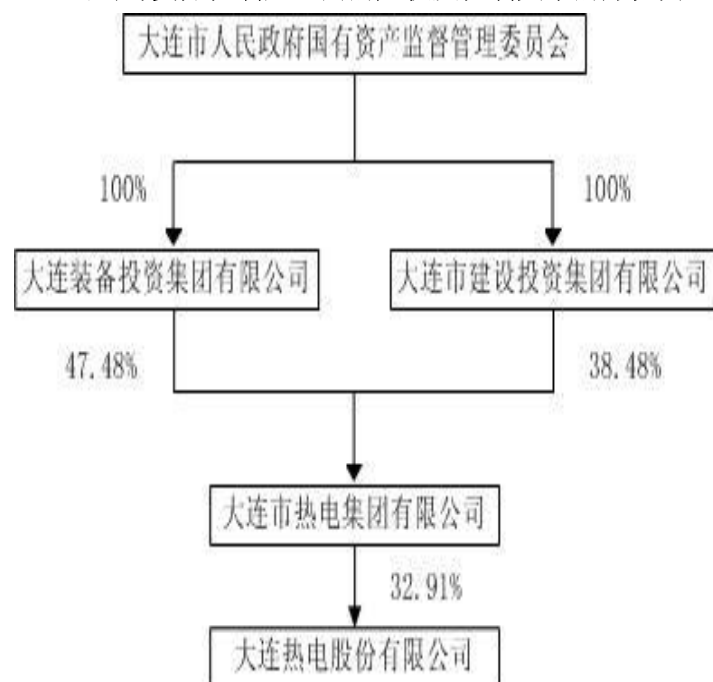 大连市人民政府国有资产监督管理委员会
100%
100%
大连装备投资集团有限公司
大连市建设投资集团有限公司
47.48%
38.48%
大连市热电集团有限公司
32.91%
大连热电股份有限公司